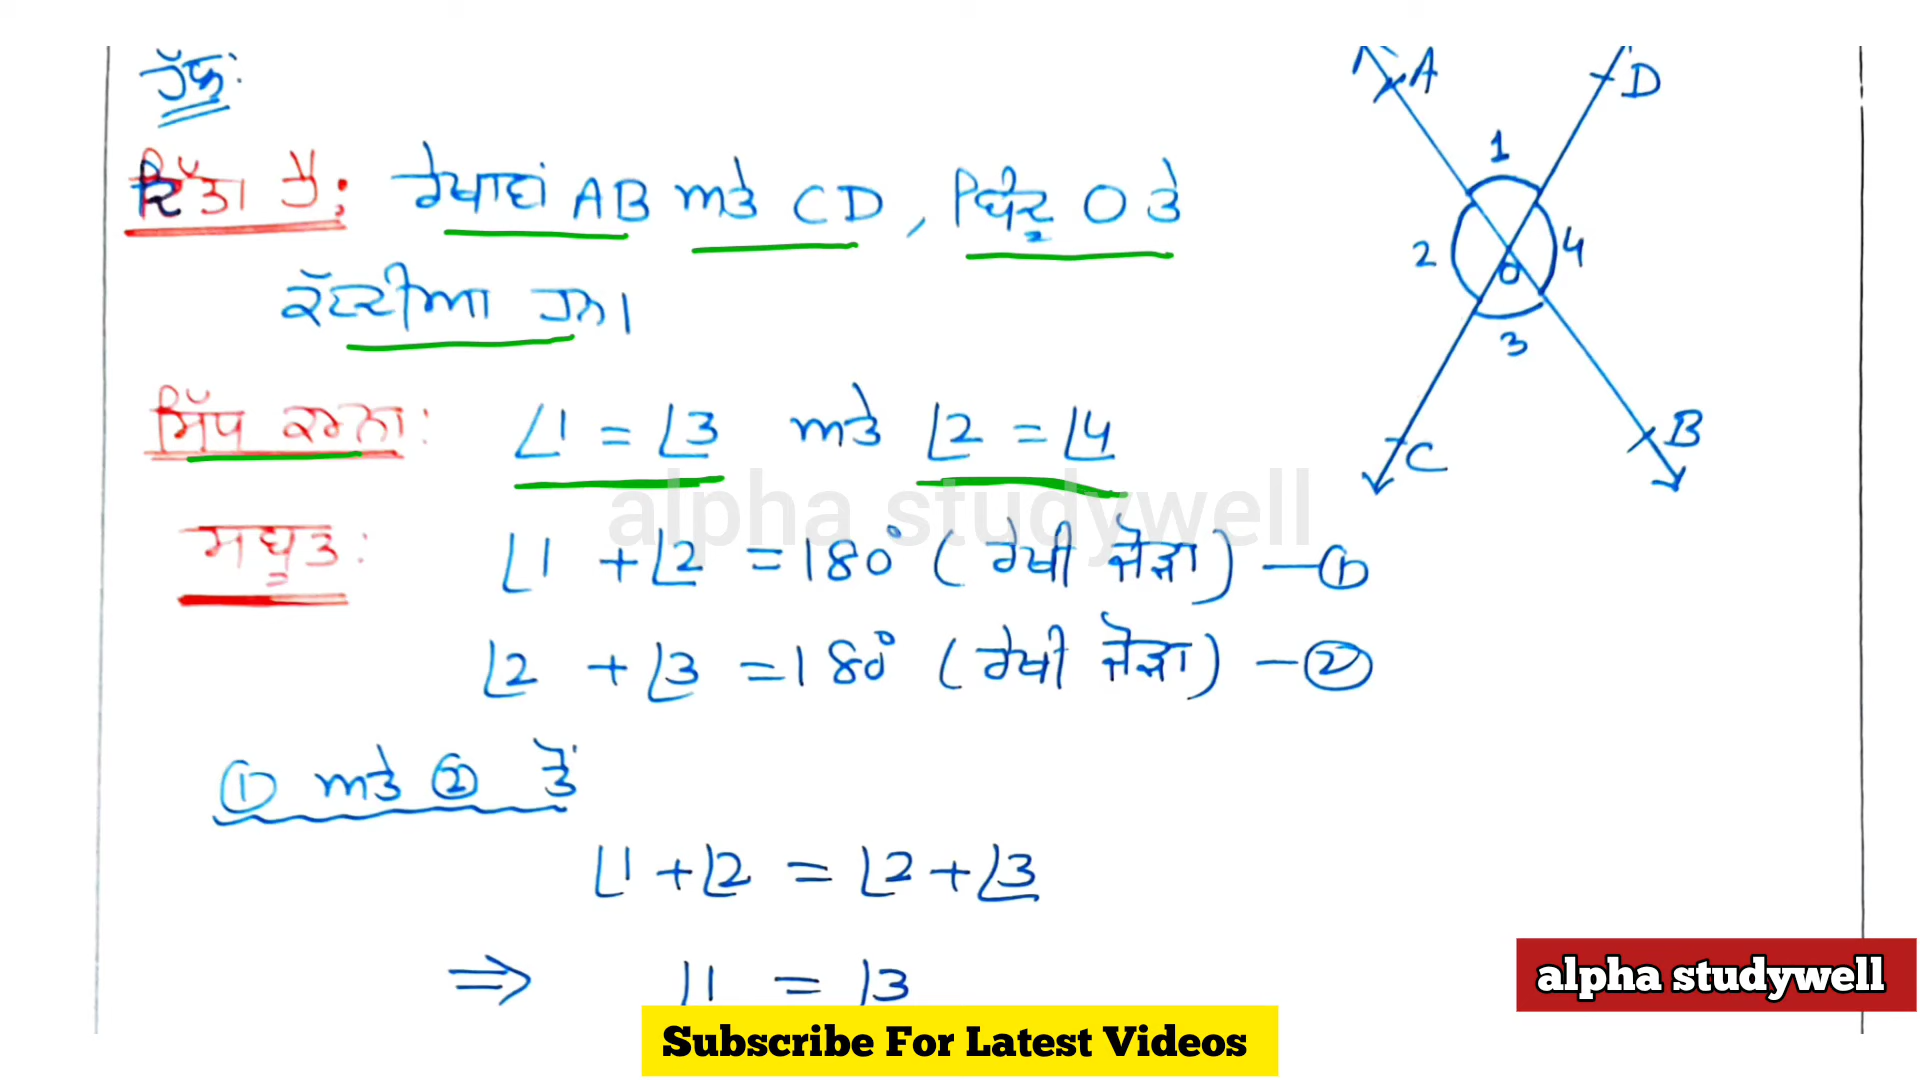 ਹੱਲ:
ਦਿੱਤਾ ਹੈ: ਰੇਖਾਵਾਂ AB ਅਤੇ CD, ਬਿੰਦੂ O ਤੇ
ਕੱਟਦੀਆ ਹਨ।
ਸਿੱਧ ਕਰਨਾ: ∠1 = ∠3 ਅਤੇ ∠2 = ∠4
ਸਬੂਤ: ∠1 + ∠2 = 180° (ਰੇਖੀ ਜੋੜਾ) — ①
∠2 + ∠3 = 180° (ਰੇਖੀ ਜੋੜਾ) — ②
① ਅਤੇ ② ਤੋਂ
∠1 + ∠2 = ∠2 + ∠3
⇒ ∠1 = ∠3
A
D
1
2
4
O
3
C
B
alpha studywell
alpha studywell
Subscribe For Latest Videos